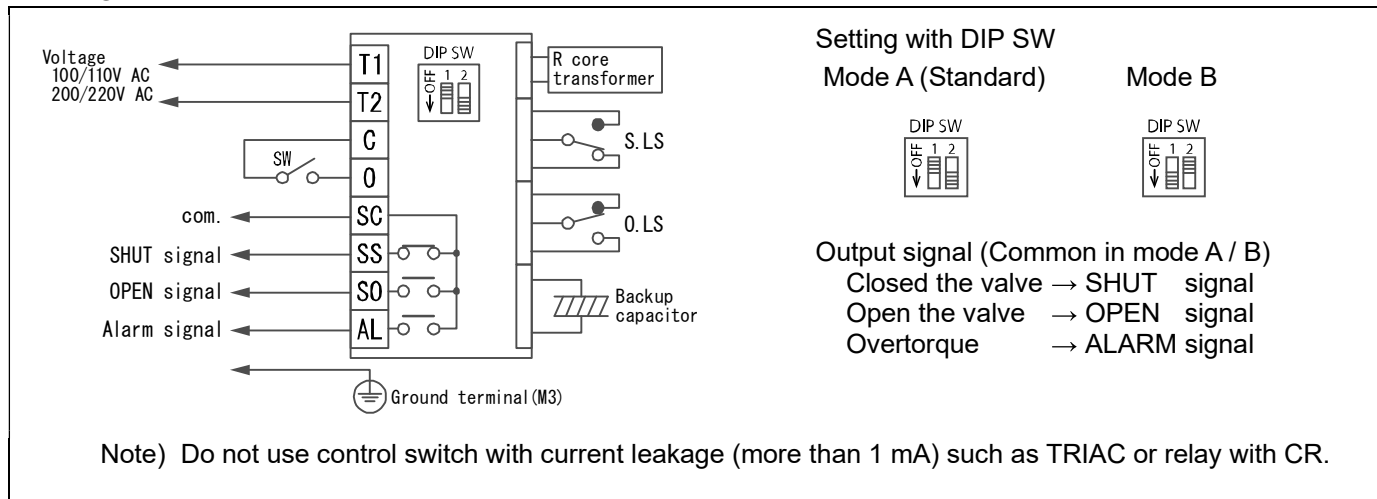 Voltage
100/110V AC
200/220V AC
T1
T2
C
O
SW
SC
com.
SS
SHUT signal
SO
OPEN signal
AL
Alarm signal
Ground terminal(M3)
DIP SW
←OFF
1 2
R core
transformer
S.LS
O.LS
Backup
capacitor
Setting with DIP SW
Mode A (Standard) Mode B
DIP SW DIP SW
←OFF 1 2 ←OFF 1 2
Output signal (Common in mode A / B)
Closed the valve → SHUT signal
Open the valve → OPEN signal
Overtorque → ALARM signal
Note) Do not use control switch with current leakage (more than 1 mA) such as TRIAC or relay with CR.